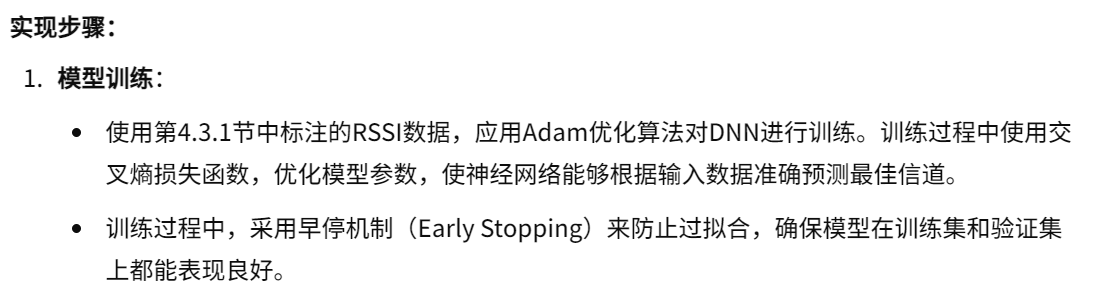 实现步骤：
1. 模型训练：
• 使用第4.3.1节中标注的RSSI数据，应用Adam优化算法对DNN进行训练。训练过程中使用交
叉熵损失函数，优化模型参数，使神经网络能够根据输入数据准确预测最佳信道。
• 训练过程中，采用早停机制（Early Stopping）来防止过拟合，确保模型在训练集和验证集
上都能表现良好。